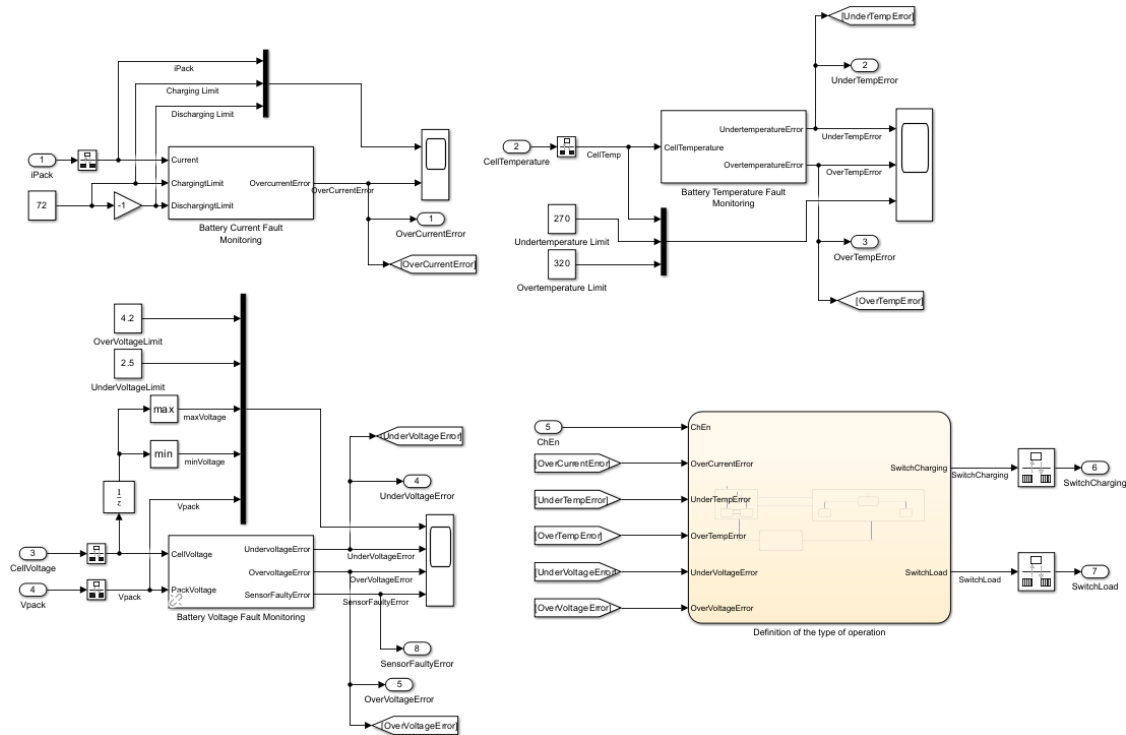 iPack
Charging Limit
Discharging Limit
1
iPack
72
-1
Current
ChargingtLimit
DischargingtLimit
OvercurrentError
OverCurrentError
Battery Current Fault
Monitoring
1
OverCurrentError
[OverCurrentError]
[UnderTempError]
2
UnderTempError
2
CellTemperature
CellTemp
CellTemperature
UndertemperatureError
OvertemperatureError
UnderTempError
OverTempError
Battery Temperature Fault
Monitoring
270
Undertemperature Limit
320
Overtemperature Limit
3
OverTempError
[OverTempError]
4.2
OverVoltageLimit
2.5
UnderVoltageLimit
max
maxVoltage
min
minVoltage
1
z
Vpack
3
CellVoltage
4
Vpack
Vpack
CellVoltage
PackVoltage
UndervoltageError
OvervoltageError
SensorFaultyError
UnderVoltageError
OverVoltageError
SensorFaultyError
Battery Voltage Fault Monitoring
[UnderVoltageError]
4
UnderVoltageError
8
SensorFaultyError
5
OverVoltageError
[OverVoltageError]
5
ChEn
[OverCurrentError]
[UnderTempError]
[OverTempError]
[UnderVoltageError]
[OverVoltageError]
ChEn
OverCurrentError
UnderTempError
OverTempError
UnderVoltageError
OverVoltageError
SwitchCharging
SwitchLoad
SwitchCharging
SwitchLoad
6
SwitchCharging
7
SwitchLoad
Definition of the type of operation